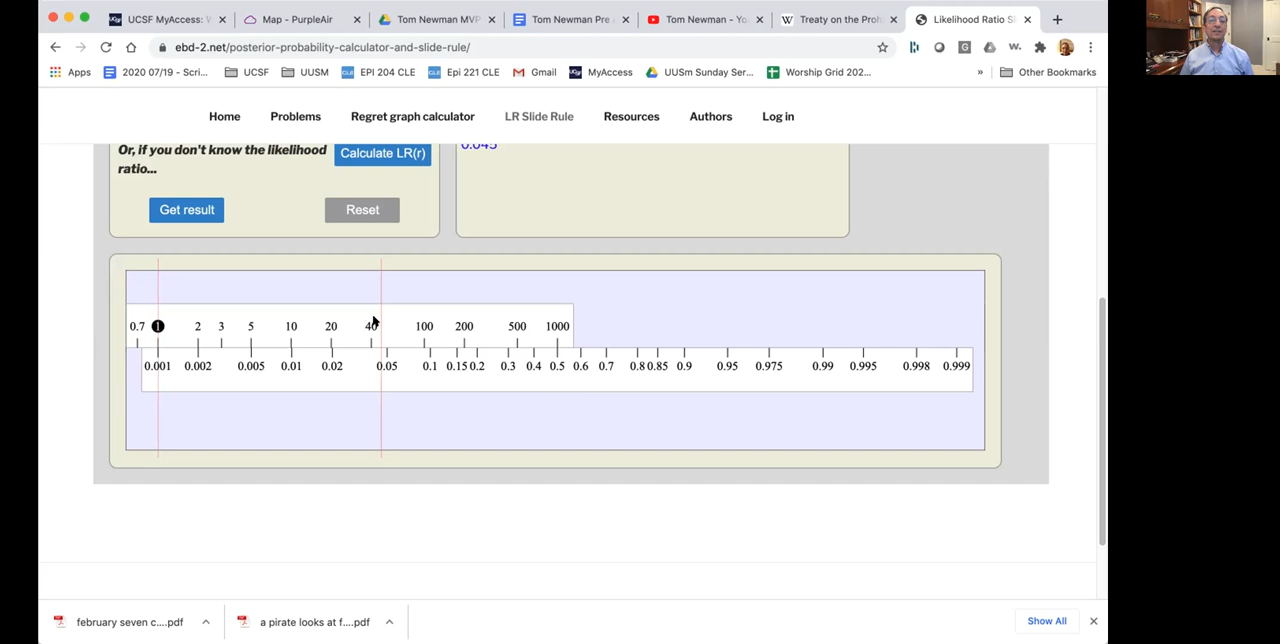 UCSF MyAccess: W
Map - PurpleAir
Tom Newman MVP
Tom Newman Pre a
Tom Newman - Yo
Treaty on the Proh
Likelihood Ratio Sl
ebd-2.net/posterior-probability-calculator-and-slide-rule/
Apps
2020 07/19 - Scri...
UCSF
UUSM
CLE EPI 204 CLE
CLE Epi 221 CLE
Gmail
MyAccess
UUSm Sunday Ser...
Worship Grid 202...
»
Other Bookmarks
Home
Problems
Regret graph calculator
LR Slide Rule
Resources
Authors
Log in
Or, if you don't know the likelihood
ratio...
Calculate LR(r)
0.045
Get result
Reset
0.7 1 2 3 5 10 20 40 100 200 500 1000
0.001 0.002 0.005 0.01 0.02 0.05 0.1 0.15 0.2 0.3 0.4 0.5 0.6 0.7 0.8 0.85 0.9 0.95 0.975 0.99 0.995 0.998 0.999
february seven c....pdf
a pirate looks at f....pdf
Show All